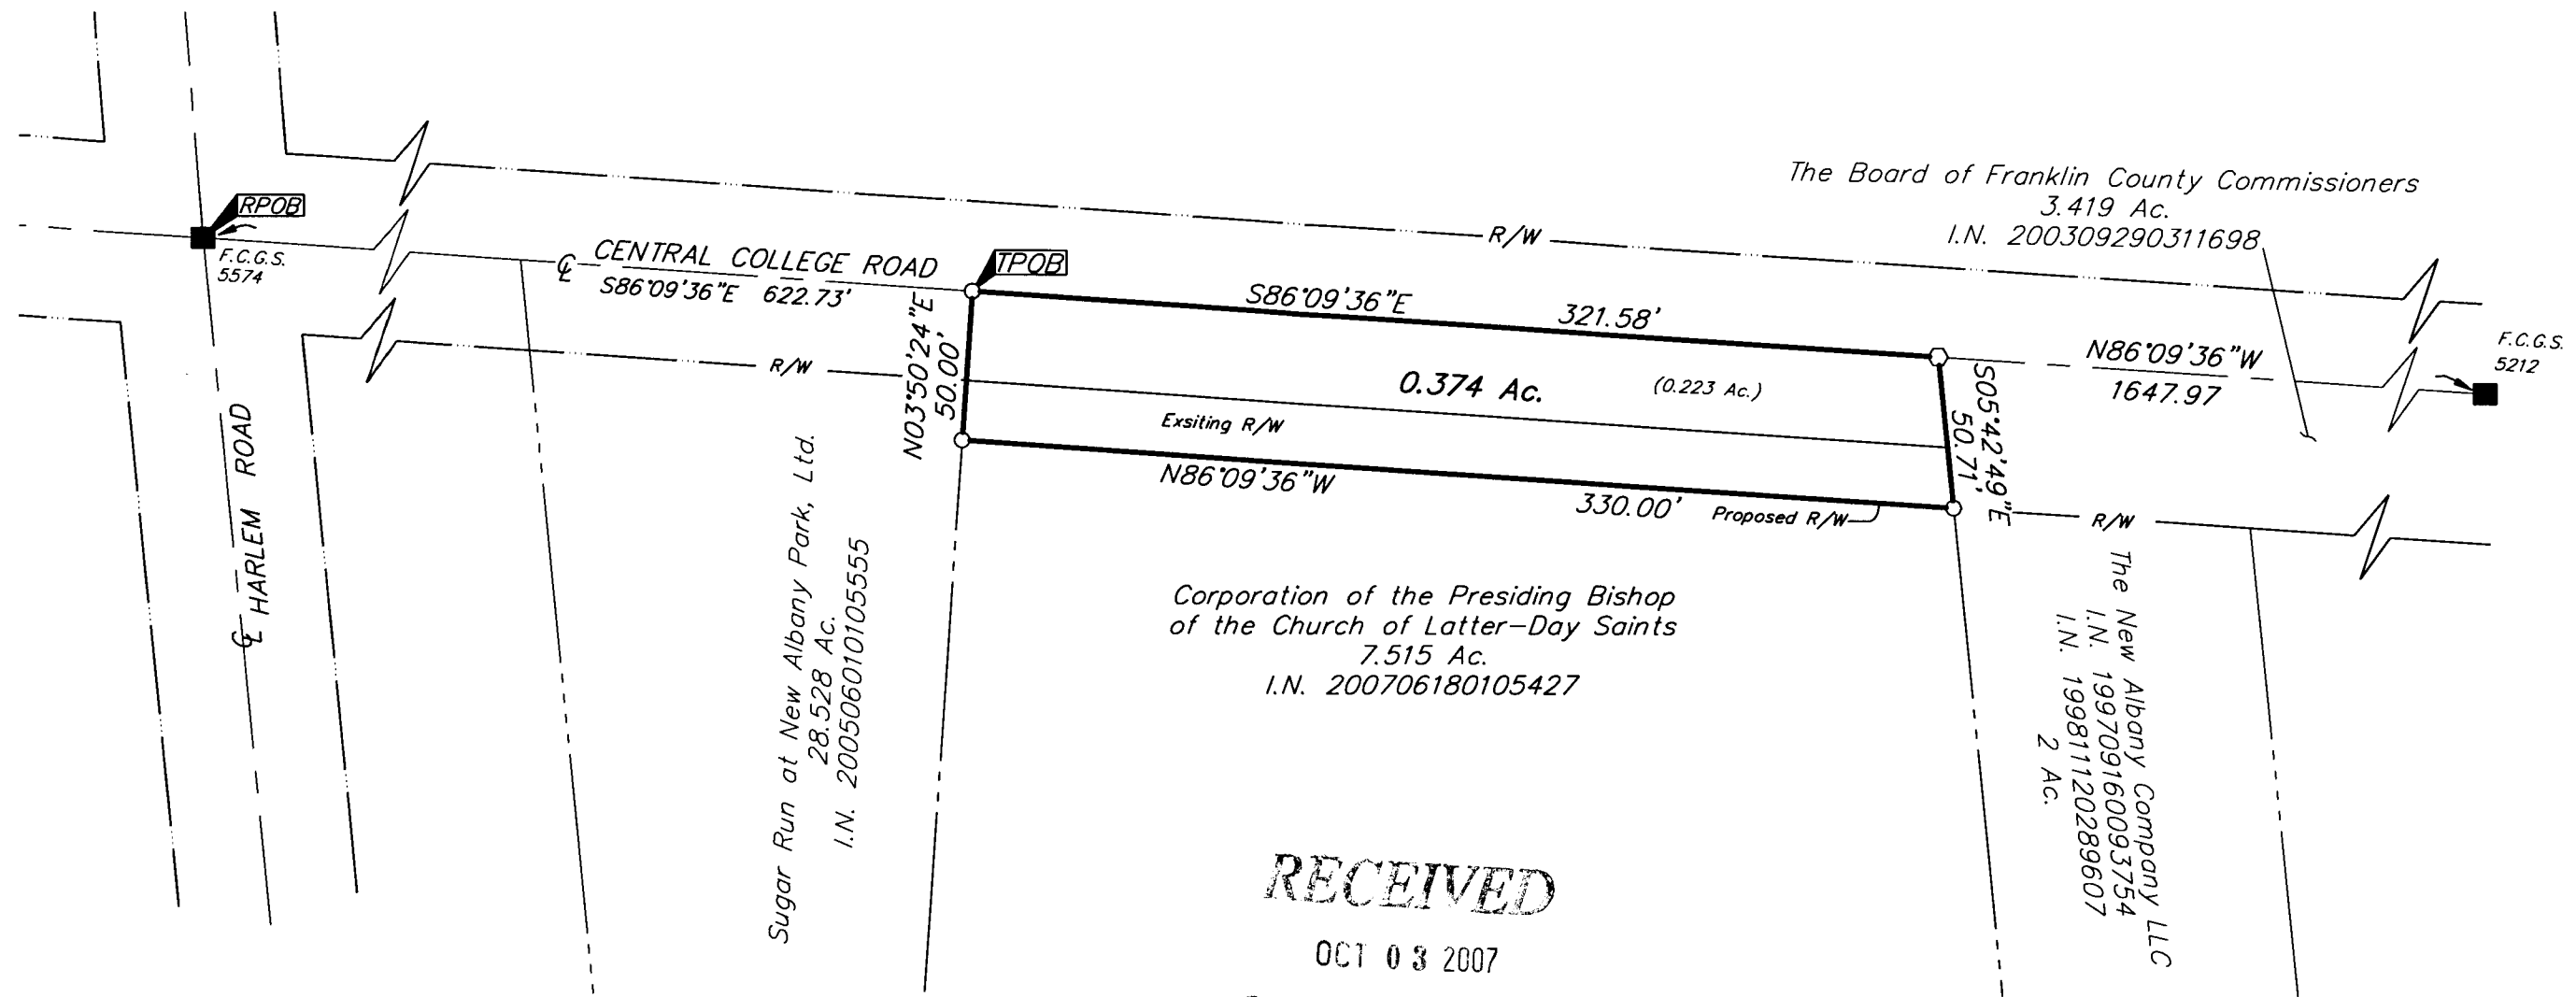 The Board of Franklin County Commissioners
3.419 Ac.
I.N. 200309290311698
RPOB
F.C.G.S.
5574
℄ CENTRAL COLLEGE ROAD
S86°09'36"E 622.73'
TPOB
R/W
S86°09'36"E 321.58'
N86°09'36"W
1647.97
F.C.G.S.
5212
R/W
N03°50'24"E
50.00'
0.374 Ac. (0.223 Ac.)
Exsiting R/W
S05°42'49"E
50.71'
N86°09'36"W 330.00'
Proposed R/W
R/W
℄ HARLEM ROAD
Sugar Run at New Albany Park, Ltd.
28.528 Ac.
I.N. 200506010105555
Corporation of the Presiding Bishop
of the Church of Latter-Day Saints
7.515 Ac.
I.N. 200706180105427
The New Albany Company LLC
I.N. 199709160093754
I.N. 199811120289607
2 Ac.
RECEIVED
OCT 03 2007